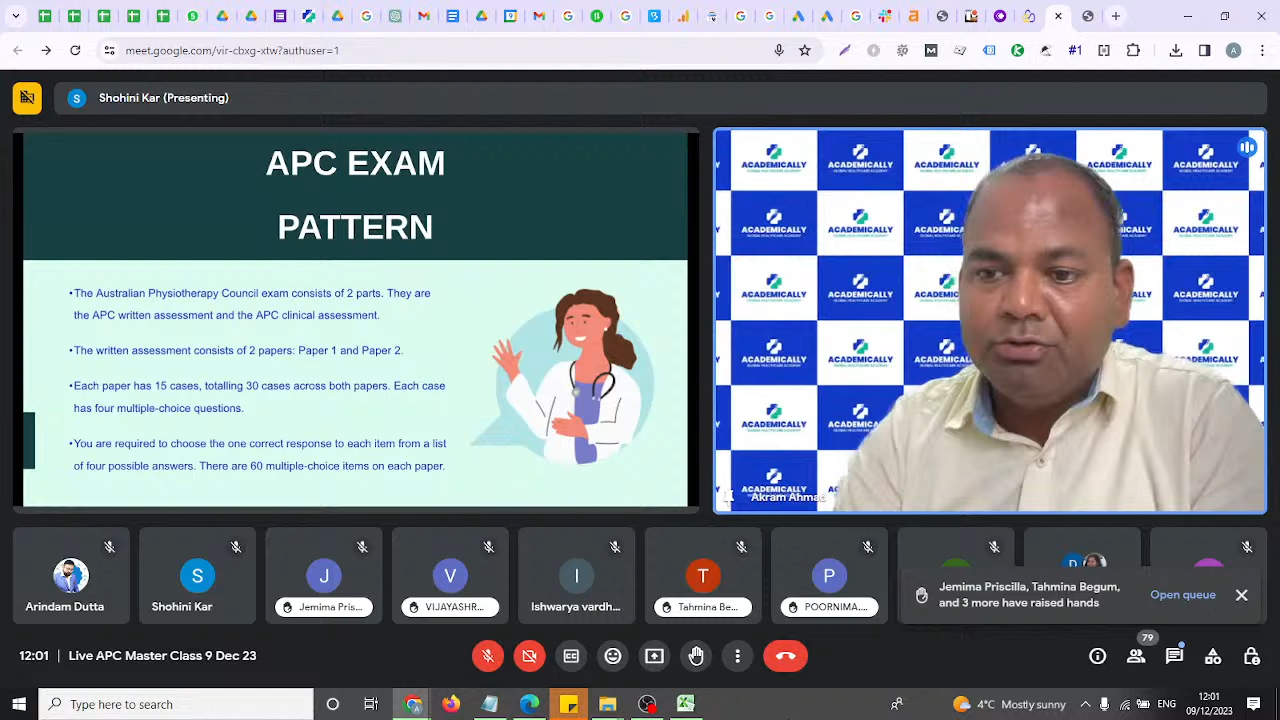 meet.google.com/vir-cbxg-xtw?authuser=1
A
S
Shohini Kar (Presenting)
APC EXAM
PATTERN
•The Australian Physiotherapy Council exam consists of 2 parts. They are
the APC written assessment and the APC clinical assessment.
•The written assessment consists of 2 papers: Paper 1 and Paper 2.
•Each paper has 15 cases, totalling 30 cases across both papers. Each case
has four multiple-choice questions.
•You are required to choose the one correct response to each item from a list
of four possible answers. There are 60 multiple-choice items on each paper.
ACADEMICALLY
GLOBAL HEALTHCARE ACADEMY
Akram Ahmad
Arindam Dutta
S
Shohini Kar
J
Jemima Pris...
V
VIJAYASHR...
I
Ishwarya vardh...
T
Tahmina Be...
P
POORNIMA....
D
Jemima Priscilla, Tahmina Begum,
and 3 more have raised hands
Open queue
79
12:01 | Live APC Master Class 9 Dec 23
Type here to search
4°C Mostly sunny
ENG
12:01
09/12/2023